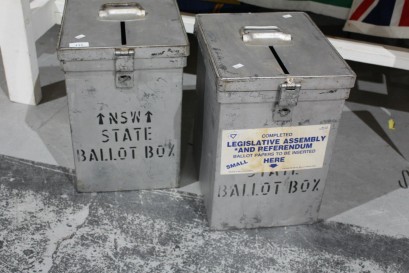 NSW
STATE
BALLOT BOX
COMPLETED
LEGISLATIVE ASSEMBLY
*AND REFERENDUM
BALLOT PAPERS TO BE INSERTED
SMALL HERE
STATE
BALLOT BOX